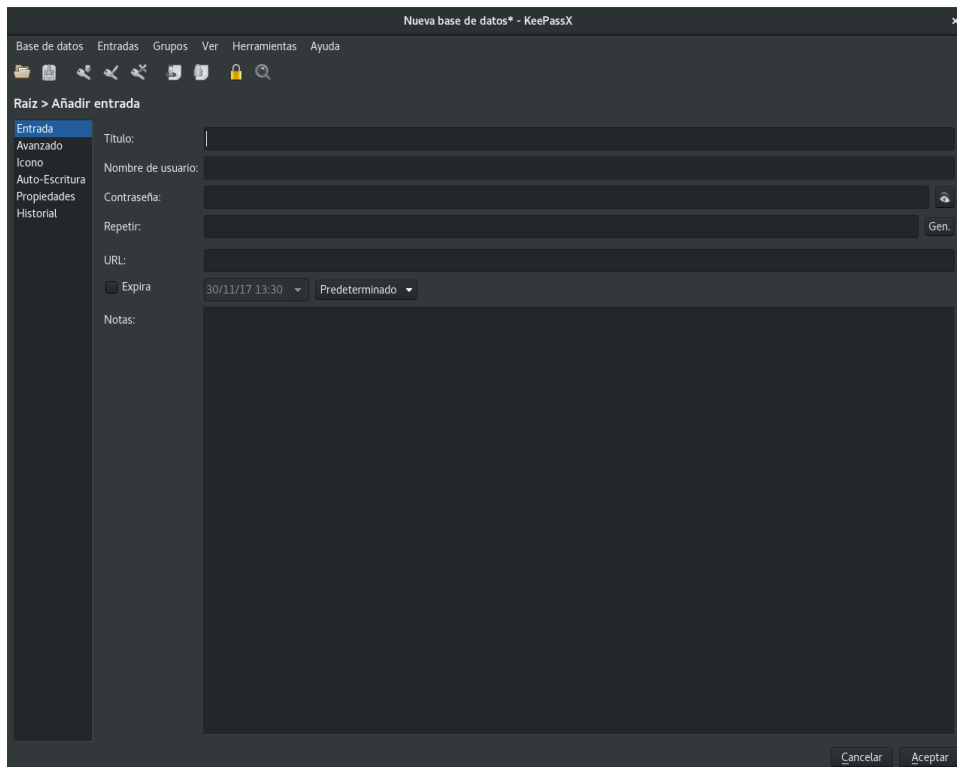 Nueva base de datos* - KeePassX
Base de datos Entradas Grupos Ver Herramientas Ayuda
Raíz > Añadir entrada
Entrada
Avanzado
Icono
Auto-Escritura
Propiedades
Historial
Título:
Nombre de usuario:
Contraseña:
Repetir:
Gen.
URL:
Expira
30/11/17 13:30
Predeterminado
Notas:
Cancelar
Aceptar